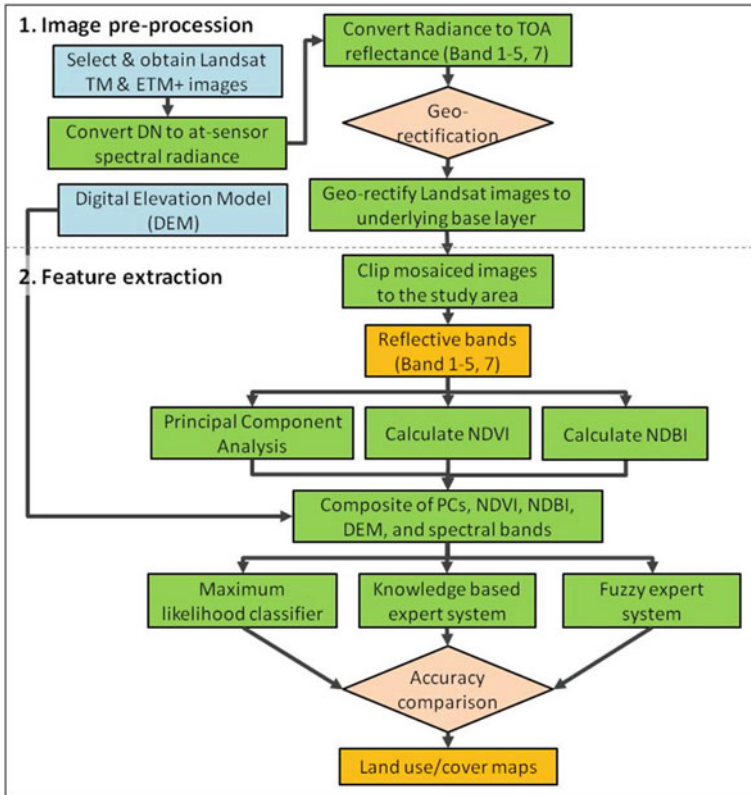 1. Image pre-procession
Select & obtain Landsat
TM & ETM+ images
Convert DN to at-sensor
spectral radiance
Digital Elevation Model
(DEM)
Convert Radiance to TOA
reflectance (Band 1-5, 7)
Geo-
rectification
Geo-rectify Landsat images to
underlying base layer
2. Feature extraction
Clip mosaiced images
to the study area
Reflective bands
(Band 1-5, 7)
Principal Component
Analysis
Calculate NDVI
Calculate NDBI
Composite of PCs, NDVI, NDBI,
DEM, and spectral bands
Maximum
likelihood classifier
Knowledge based
expert system
Fuzzy expert
system
Accuracy
comparison
Land use/cover maps